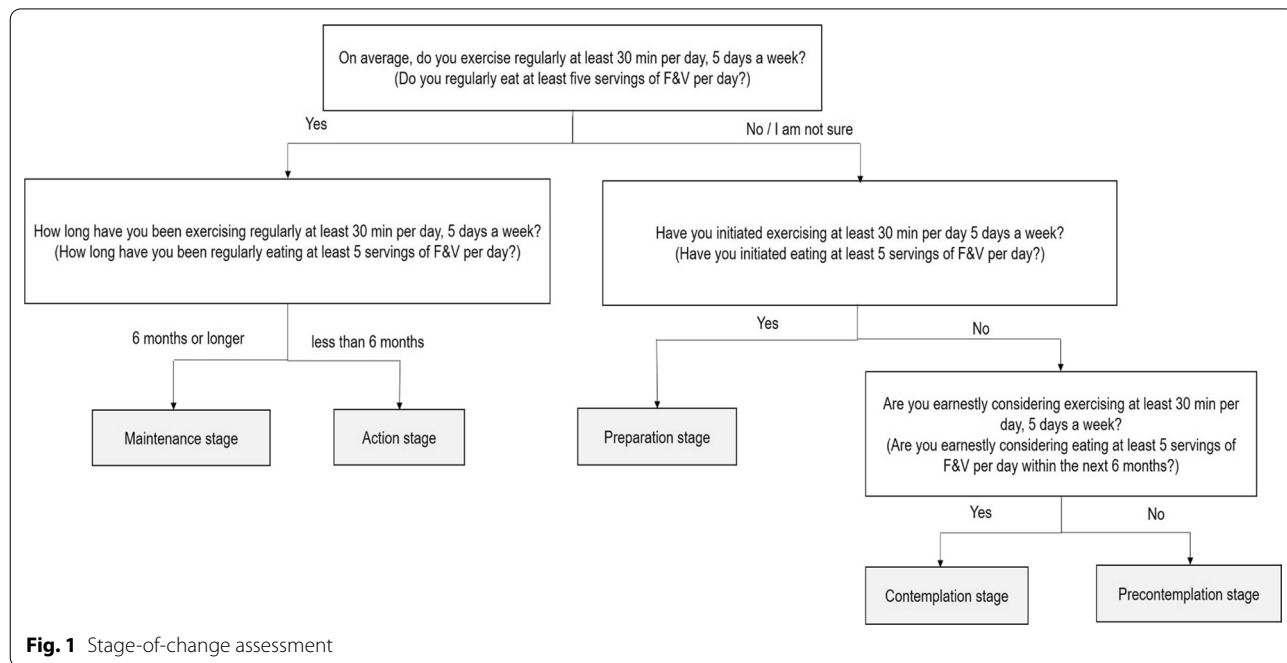 On average, do you exercise regularly at least 30 min per day, 5 days a week?
(Do you regularly eat at least five servings of F&V per day?)
Yes
No / I am not sure
How long have you been exercising regularly at least 30 min per day, 5 days a week?
(How long have you been regularly eating at least 5 servings of F&V per day?)
Have you initiated exercising at least 30 min per day 5 days a week?
(Have you initiated eating at least 5 servings of F&V per day?)
6 months or longer
less than 6 months
Yes
No
Maintenance stage
Action stage
Preparation stage
Are you earnestly considering exercising at least 30 min per
day, 5 days a week?
(Are you earnestly considering eating at least 5 servings of
F&V per day within the next 6 months?)
Yes
No
Contemplation stage
Precontemplation stage
Fig. 1 Stage-of-change assessment